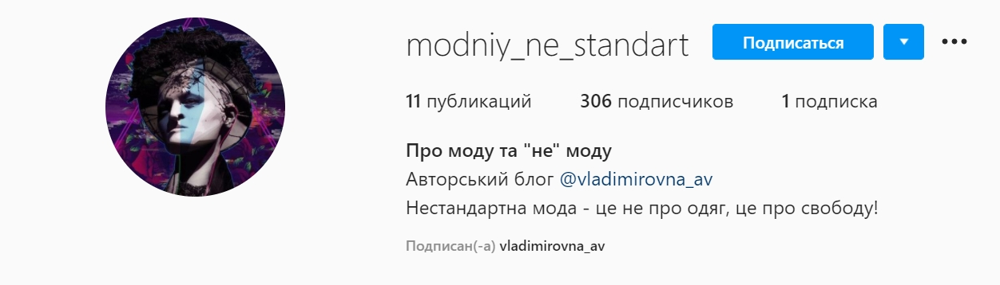 modniy_ne_standart Подписаться
11 публикаций 306 подписчиков 1 подписка
Про моду та "не" моду
Авторський блог @vladimirovna_av
Нестандартна мода - це не про одяг, це про свободу!
Подписан(-а) vladimirovna_av